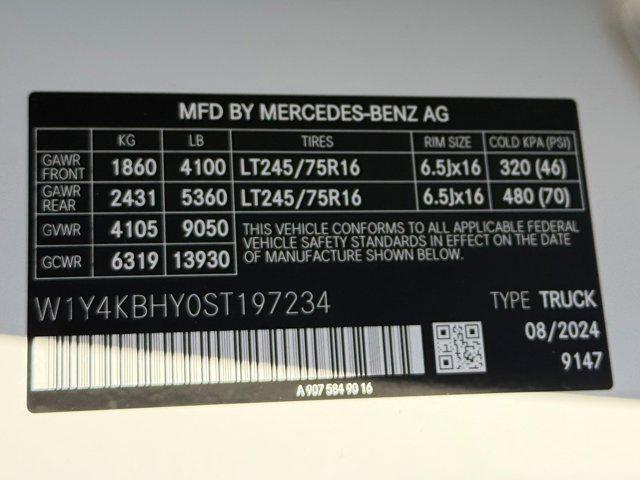 MFD BY MERCEDES-BENZ AG
KG LB TIRES RIM SIZE COLD KPA (PSI)
GAWR FRONT 1860 4100 LT245/75R16 6.5Jx16 320 (46)
GAWR REAR 2431 5360 LT245/75R16 6.5Jx16 480 (70)
GVWR 4105 9050
GCWR 6319 13930
THIS VEHICLE CONFORMS TO ALL APPLICABLE FEDERAL
VEHICLE SAFETY STANDARDS IN EFFECT ON THE DATE
OF MANUFACTURE SHOWN BELOW.
W1Y4KBHY0ST197234
TYPE TRUCK
08/2024
9147
A 907 584 90 16